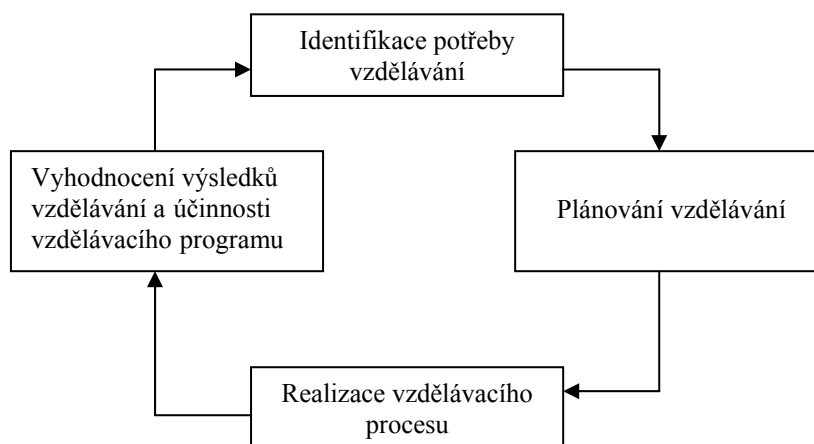 Identifikace potřeby
vzdělávání
Vyhodnocení výsledků
vzdělávání a účinnosti
vzdělávacího programu
Plánování vzdělávání
Realizace vzdělávacího
procesu